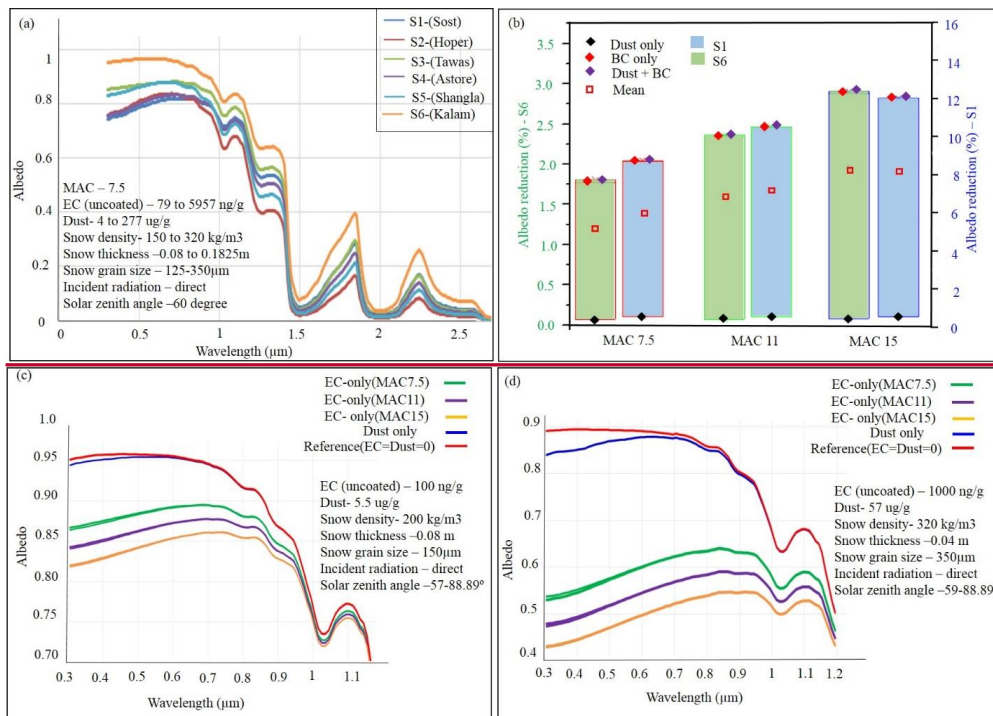 (a)
S1-(Sost)
S2-(Hoper)
S3-(Tawas)
S4-(Astore)
S5-(Shangla)
S6-(Kalam)
1
0.8
0.6
0.4
0.2
0
Albedo
MAC – 7.5
EC (uncoated) – 79 to 5957 ng/g
Dust- 4 to 277 ug/g
Snow density- 150 to 320 kg/m3
Snow thickness –0.08 to 0.1825m
Snow grain size – 125-350µm
Incident radiation – direct
Solar zenith angle –60 degree
0 0.5 1 1.5 2 2.5
Wavelength (µm)
(b)
Dust only
BC only
Dust + BC
Mean
S1
S6
3.5
3.0
2.5
2.0
1.5
1.0
0.5
0.0
Albedo reduction (%) - S6
16
14
12
10
8
6
4
2
0
Albedo reduction (%) – S1
MAC 7.5 MAC 11 MAC 15
(c)
EC-only(MAC7.5)
EC-only(MAC11)
EC- only(MAC15)
Dust only
Reference(EC=Dust=0)
1.0
0.95
0.90
0.85
0.80
0.75
0.70
Albedo
EC (uncoated) – 100 ng/g
Dust- 5.5 ug/g
Snow density- 200 kg/m3
Snow thickness –0.08 m
Snow grain size – 150µm
Incident radiation – direct
Solar zenith angle –57-88.89º
0.3 0.4 0.5 0.6 0.7 0.8 0.9 1 1.1
Wavelength (µm)
(d)
EC-only(MAC7.5)
EC-only(MAC11)
EC- only(MAC15)
Dust only
Reference(EC=Dust=0)
0.9
0.8
0.7
0.6
0.5
0.4
Albedo
EC (uncoated) – 1000 ng/g
Dust- 57 ug/g
Snow density- 320 kg/m3
Snow thickness –0.04 m
Snow grain size – 350µm
Incident radiation – direct
Solar zenith angle –59-88.89
0.3 0.4 0.5 0.6 0.7 0.8 0.9 1.0 1.1 1.2
Wavelength (µm)